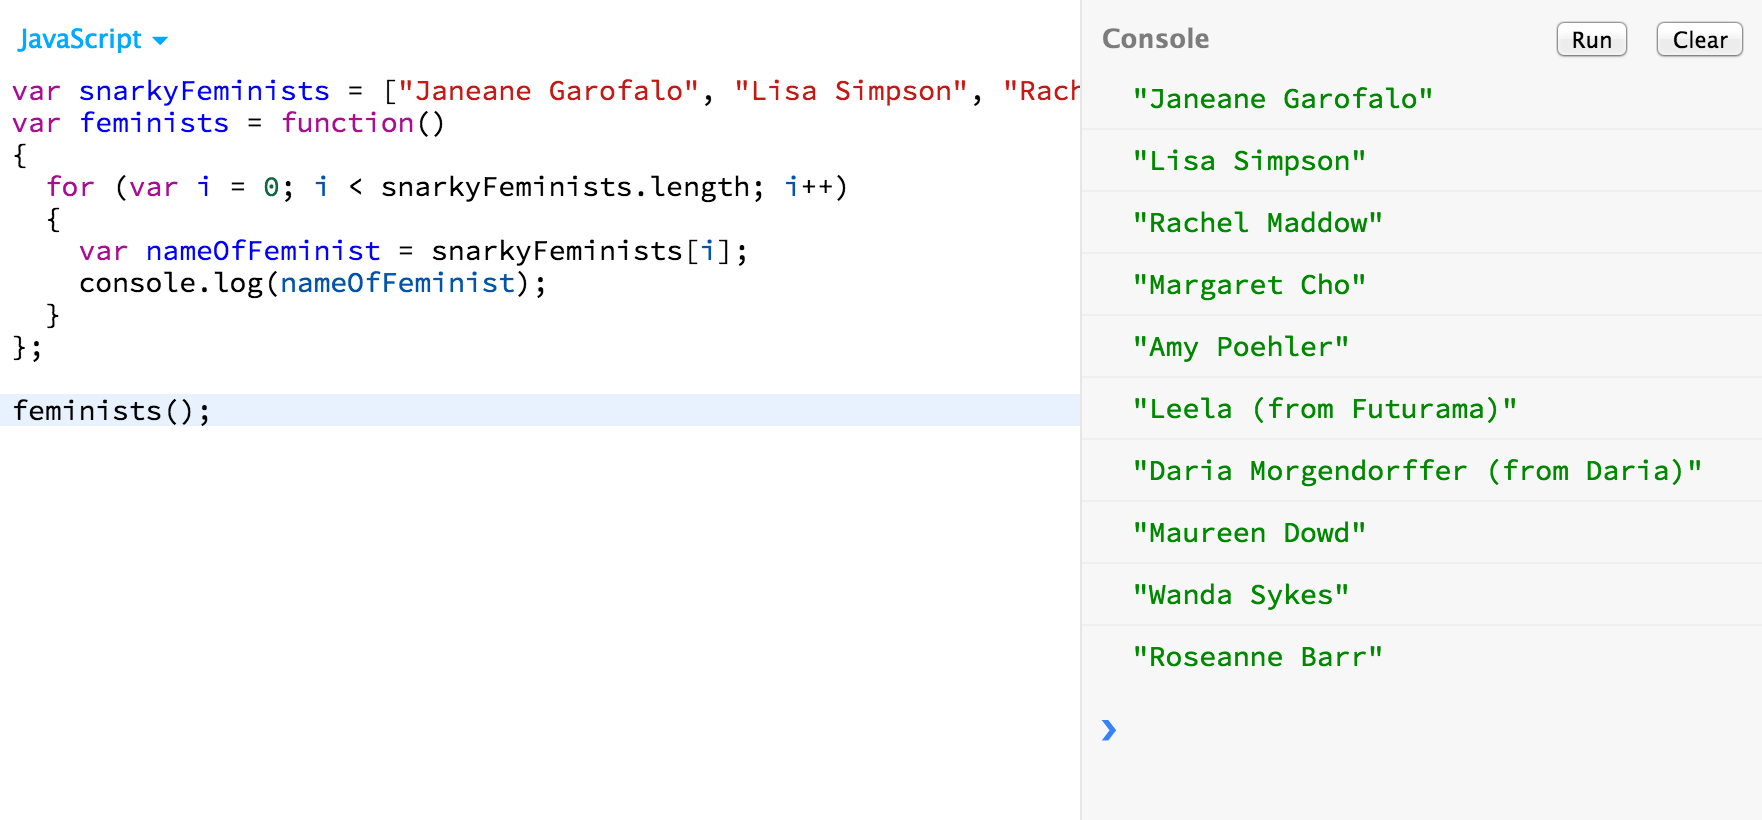 JavaScript
var snarkyFeminists = ["Janeane Garofalo", "Lisa Simpson", "Rach
var feminists = function()
{
  for (var i = 0; i < snarkyFeminists.length; i++)
  {
    var nameOfFeminist = snarkyFeminists[i];
    console.log(nameOfFeminist);
  }
};
feminists();
Console
Run
Clear
"Janeane Garofalo"
"Lisa Simpson"
"Rachel Maddow"
"Margaret Cho"
"Amy Poehler"
"Leela (from Futurama)"
"Daria Morgendorffer (from Daria)"
"Maureen Dowd"
"Wanda Sykes"
"Roseanne Barr"